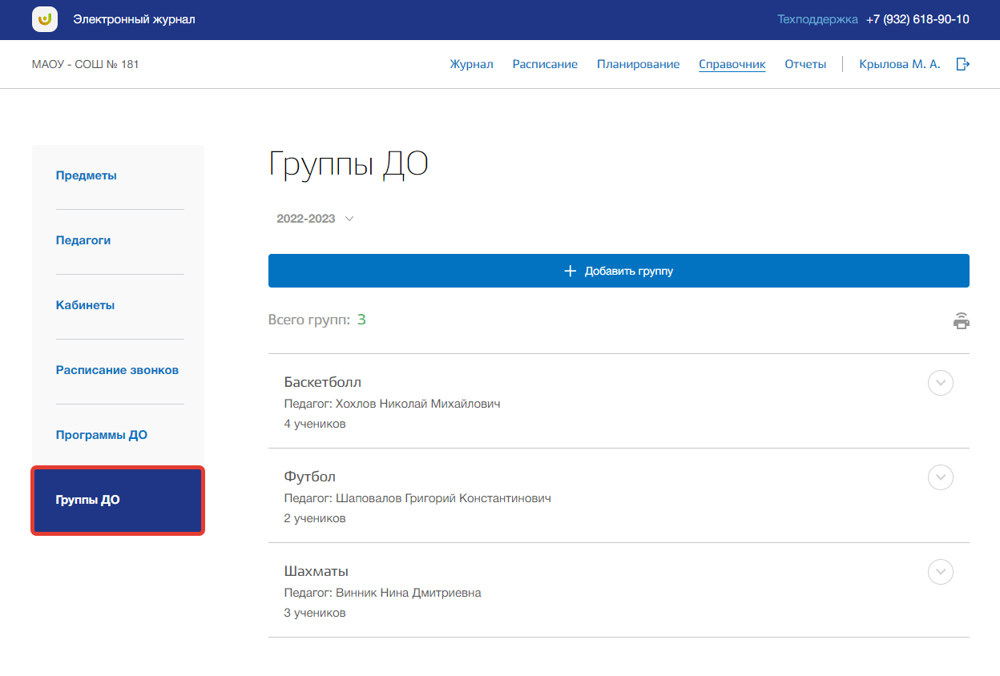 Электронный журнал
Техподдержка +7 (932) 618-90-10
МАОУ - СОШ № 181
Журнал Расписание Планирование Справочник Отчеты Крылова М. А.
Предметы
Педагоги
Кабинеты
Расписание звонков
Программы ДО
Группы ДО
Группы ДО
2022-2023
Добавить группу
Всего групп: 3
Баскетболл
Педагог: Хохлов Николай Михайлович
4 учеников
Футбол
Педагог: Шаповалов Григорий Константинович
2 учеников
Шахматы
Педагог: Винник Нина Дмитриевна
3 учеников